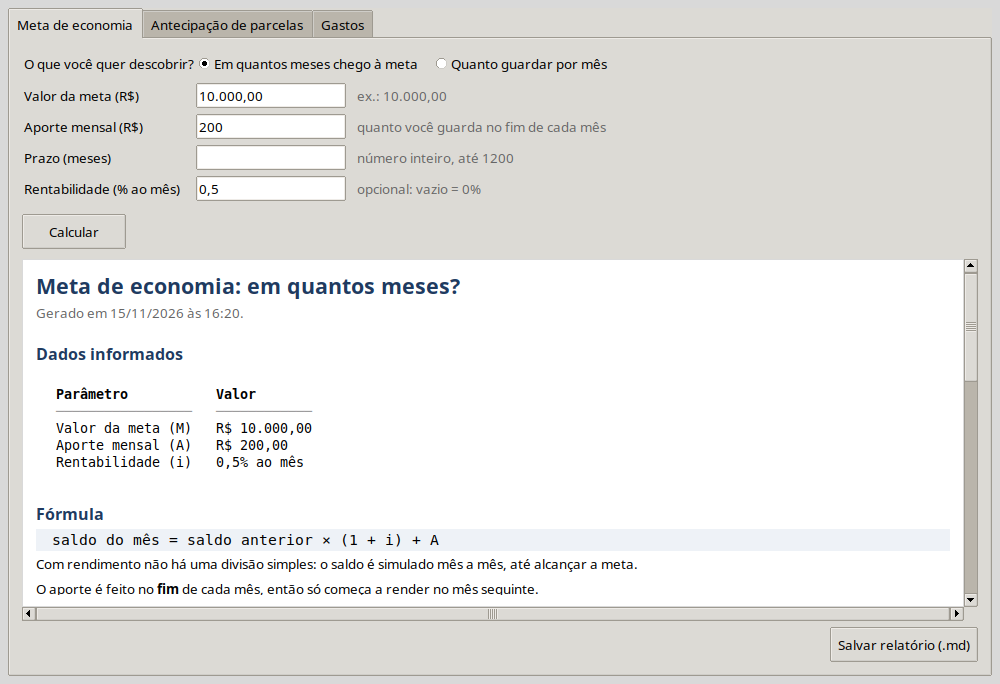 Meta de economia Antecipação de parcelas Gastos
O que você quer descobrir? Em quantos meses chego à meta Quanto guardar por mês
Valor da meta (R$) 10.000,00 ex.: 10.000,00
Aporte mensal (R$) 200 quanto você guarda no fim de cada mês
Prazo (meses) número inteiro, até 1200
Rentabilidade (% ao mês) 0,5 opcional: vazio = 0%
Calcular
Meta de economia: em quantos meses?
Gerado em 15/11/2026 às 16:20.
Dados informados
Parâmetro Valor
Valor da meta (M) R$ 10.000,00
Aporte mensal (A) R$ 200,00
Rentabilidade (i) 0,5% ao mês
Fórmula
saldo do mês = saldo anterior × (1 + i) + A
Com rendimento não há uma divisão simples: o saldo é simulado mês a mês, até alcançar a meta.
O aporte é feito no fim de cada mês, então só começa a render no mês seguinte.
Salvar relatório (.md)